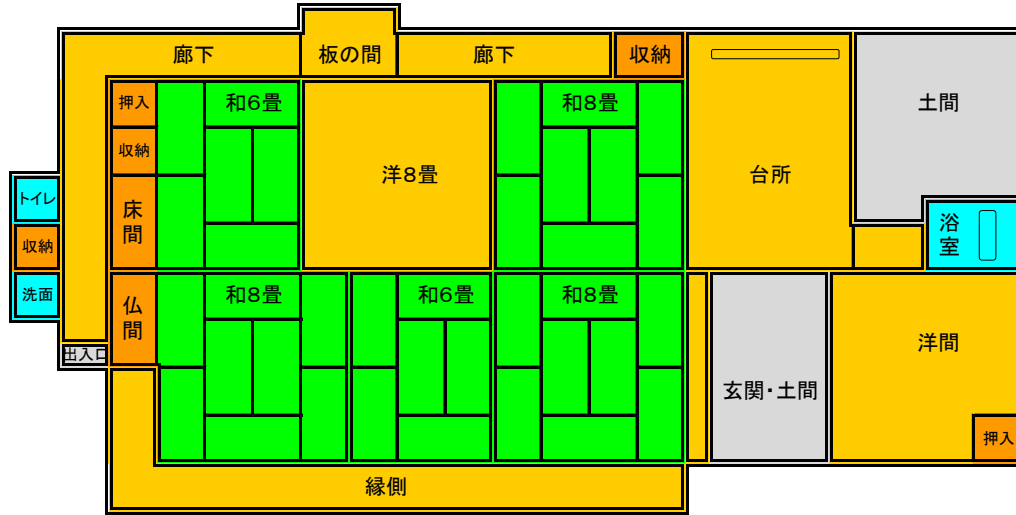 廊下
板の間
廊下
収納
押入
和6畳
和8畳
土間
収納
洋8畳
台所
トイレ
床間
浴室
収納
洗面
仏間
和8畳
和6畳
和8畳
洋間
出入口
玄関・土間
押入
縁側